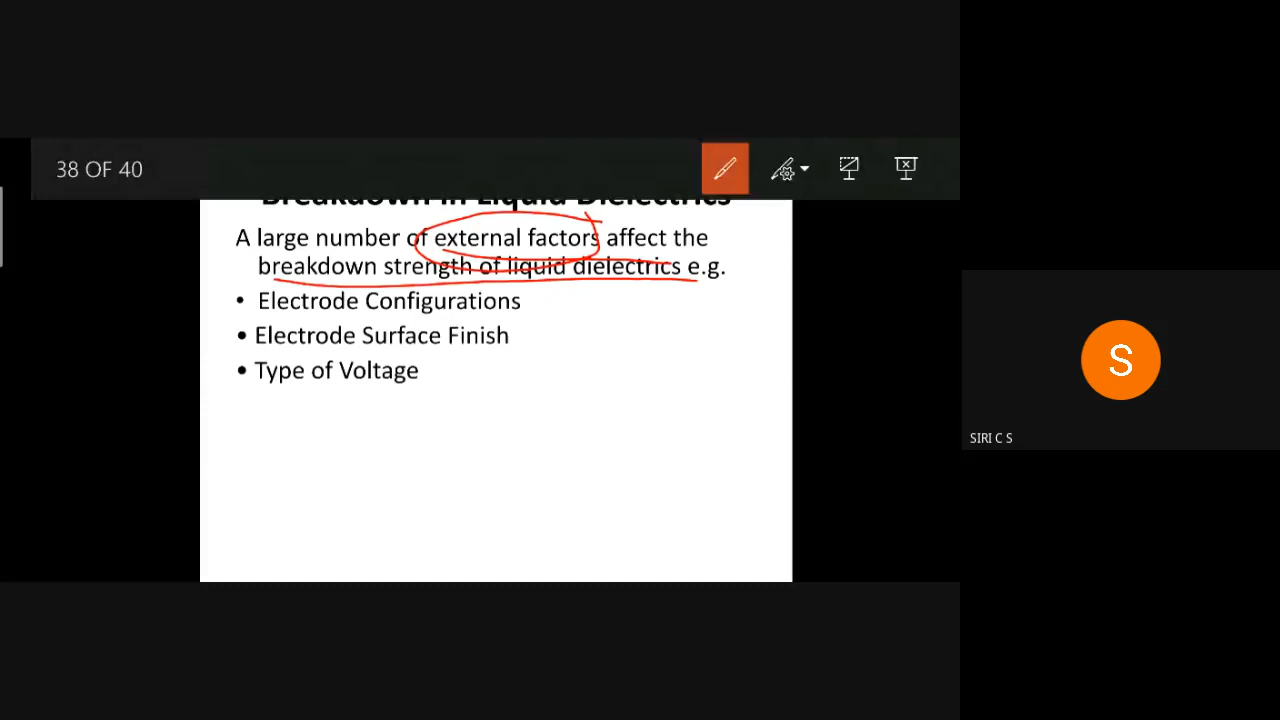 38 OF 40
Breakdown in Liquid Dielectrics
A large number of external factors affect the
breakdown strength of liquid dielectrics e.g.
• Electrode Configurations
• Electrode Surface Finish
• Type of Voltage
S
SIRI C S